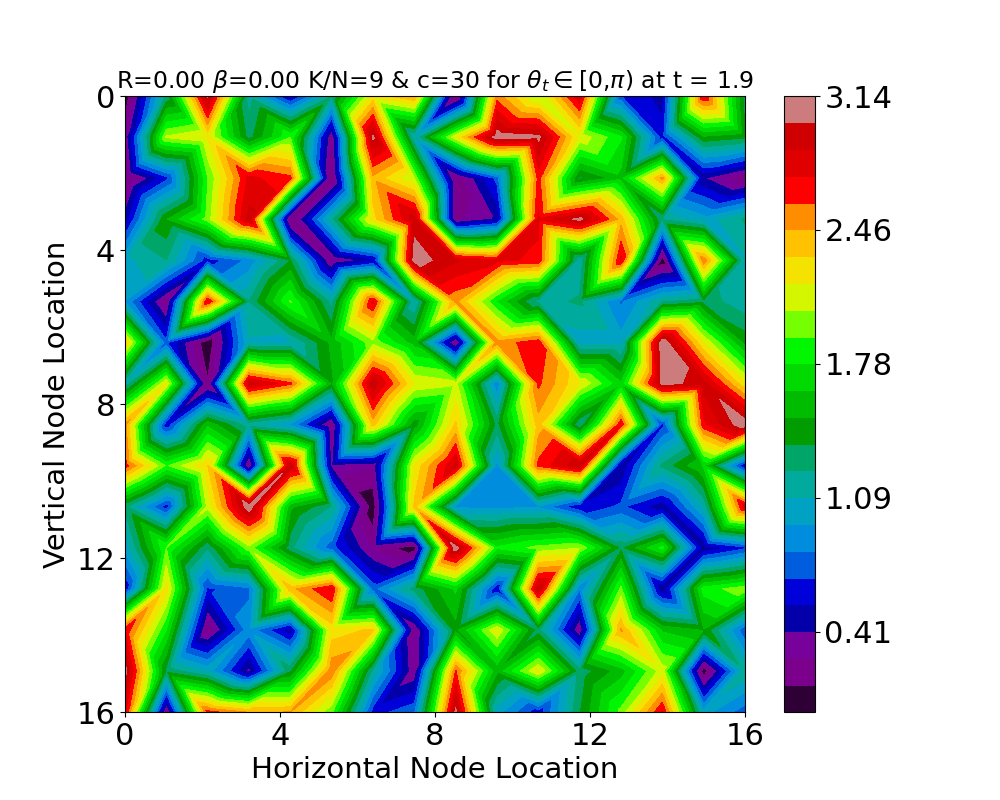 R=0.00 β=0.00 K/N=9 & c=30 for θₜ∈[0,π) at t = 1.9
0
4
8
12
16
0 4 8 12 16
Vertical Node Location
Horizontal Node Location
3.14
2.46
1.78
1.09
0.41